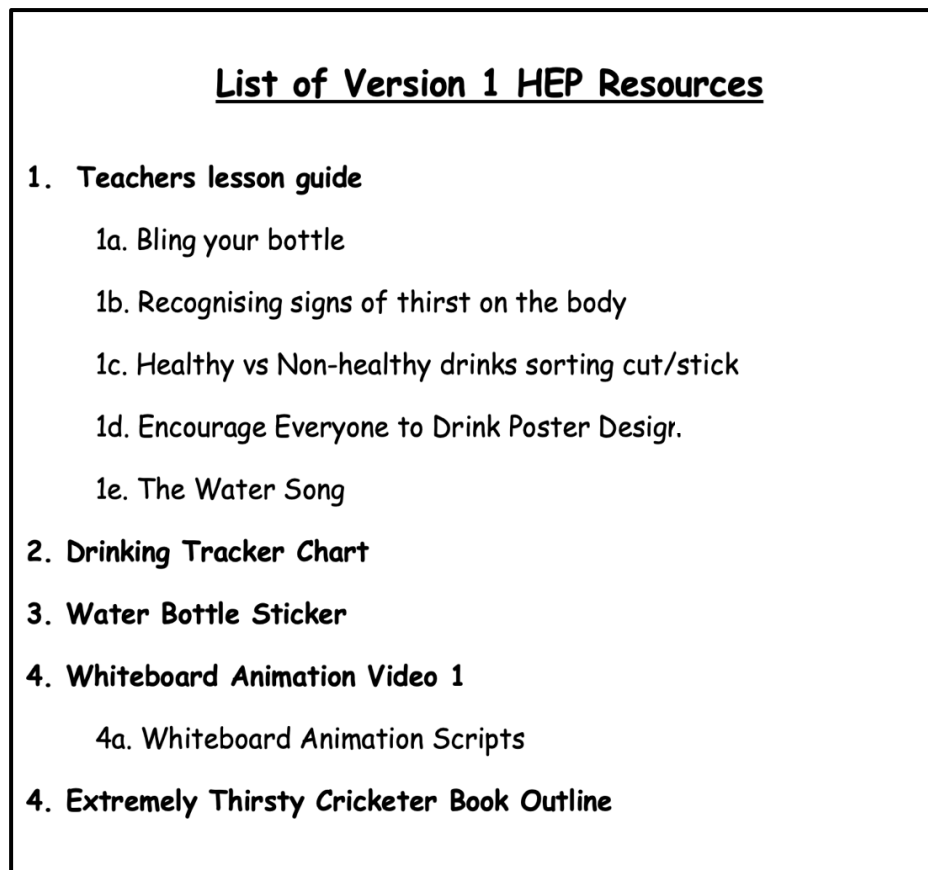 List of Version 1 HEP Resources
1. Teachers lesson guide
1a. Bling your bottle
1b. Recognising signs of thirst on the body
1c. Healthy vs Non-healthy drinks sorting cut/stick
1d. Encourage Everyone to Drink Poster Design.
1e. The Water Song
2. Drinking Tracker Chart
3. Water Bottle Sticker
4. Whiteboard Animation Video 1
4a. Whiteboard Animation Scripts
4. Extremely Thirsty Cricketer Book Outline